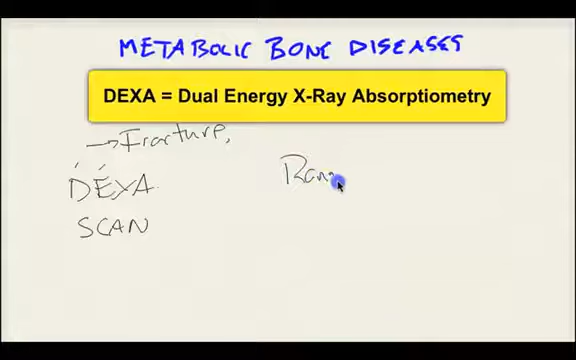 METABOLIC BONE DISEASES
DEXA = Dual Energy X-Ray Absorptiometry
→Fracture,
DEXA
SCAN